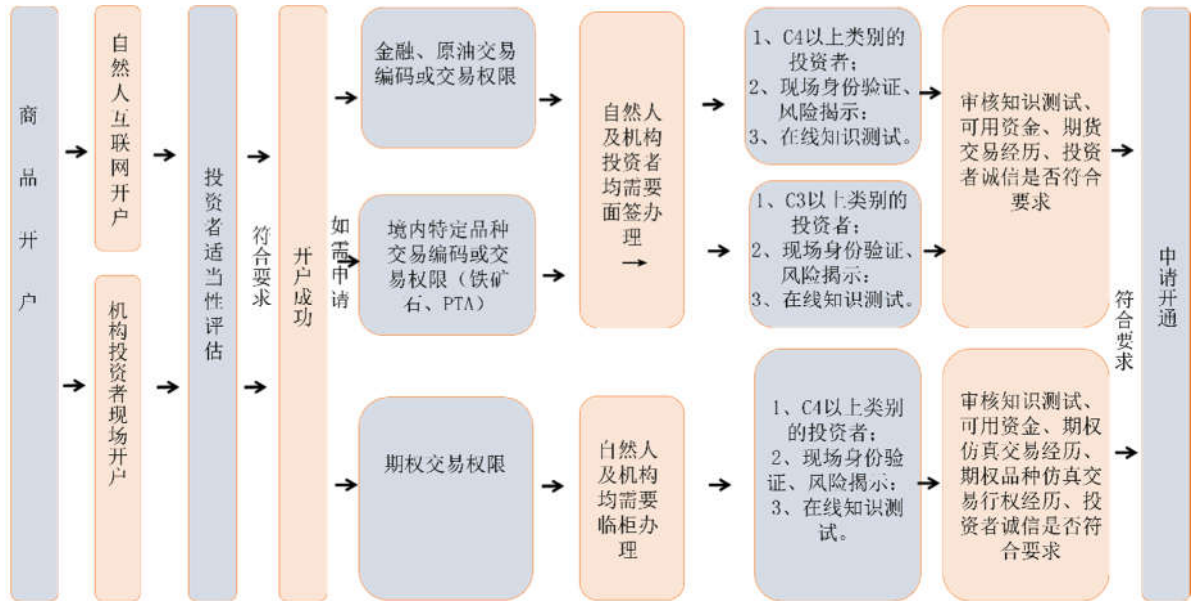 商品开户
自然人互联网开户
机构投资者现场开户
投资者适当性评估
符合要求
开户成功
如需申请
金融、原油交易
编码或交易权限
境内特定品种
交易编码或交
易权限（铁矿
石、PTA）
期权交易权限
自然人
及机构
投资者
均需要
面签办
理
白然人
及机构
均需要
临柜办
理
1、C4以上类别的
投资者；
2、现场身份验证、
风险揭示；
3、在线知识测试。
1、C3以上类别的
投资者；
2、现场身份验证、
风险揭示；
3、在线知识测试。
1、C4以上类别
的投资者；
2、现场身份验
证、风险揭示；
3、在线知识测
试。
审核知识测试、
可用资金、期货
交易经历、投资
者诚信是否符合
要求
审核知识测试、
可用资金、期权
仿真交易经历、
期权品种仿真交
易行权经历、投
资者诚信是否符
合要求
符合要求
申请开通